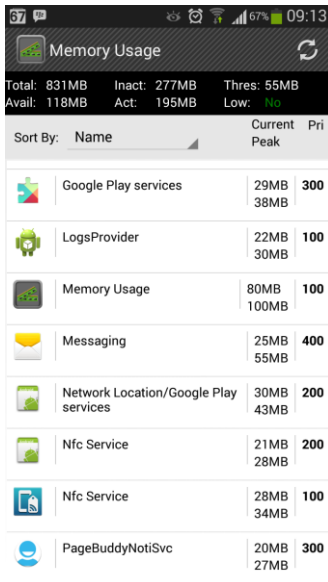 67 67% 09:13
Memory Usage
Total: 831MB Inact: 277MB Thres: 55MB
Avail: 118MB Act: 195MB Low: No
Sort By: Name Current Pri
Peak
Google Play services 29MB 300
38MB
LogsProvider 22MB 100
30MB
Memory Usage 80MB 100
100MB
Messaging 25MB 400
55MB
Network Location/Google Play 30MB 200
services 43MB
Nfc Service 21MB 200
28MB
Nfc Service 28MB 100
34MB
PageBuddyNotiSvc 20MB 300
27MB